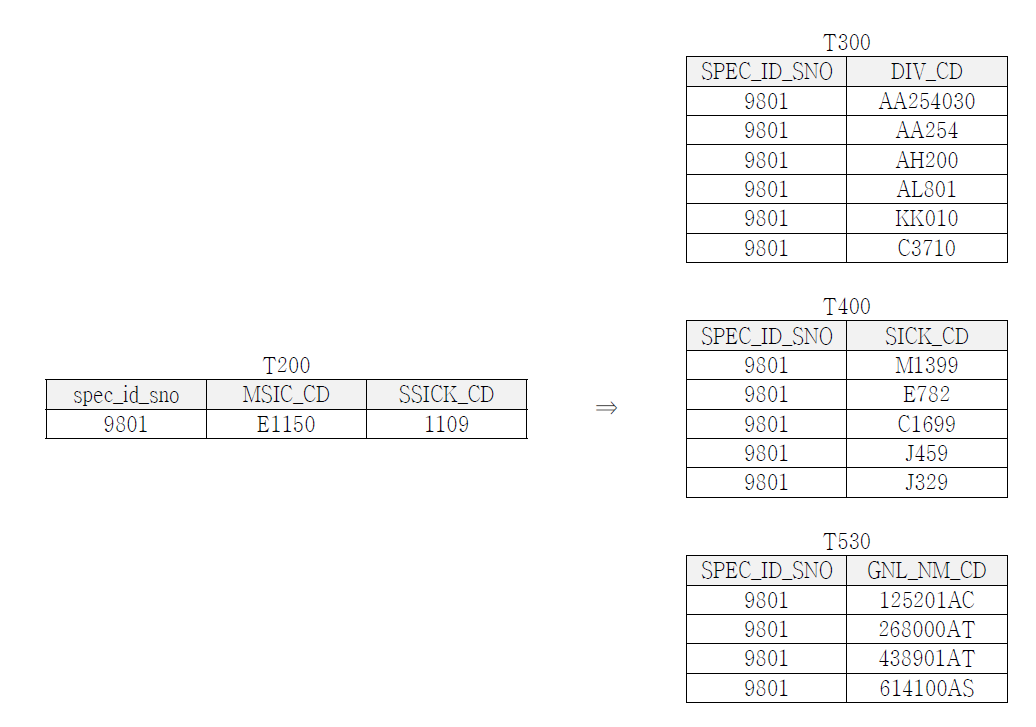 T300
SPEC_ID_SNO DIV_CD
9801 AA254030
9801 AA254
9801 AH200
9801 AL801
9801 KK010
9801 C3710
T400
SPEC_ID_SNO SICK_CD
9801 M1399
9801 E782
9801 C1699
9801 J459
9801 J329
T200
spec_id_sno MSIC_CD SSICK_CD
9801 E1150 1109
⇒
T530
SPEC_ID_SNO GNL_NM_CD
9801 125201AC
9801 268000AT
9801 438901AT
9801 614100AS